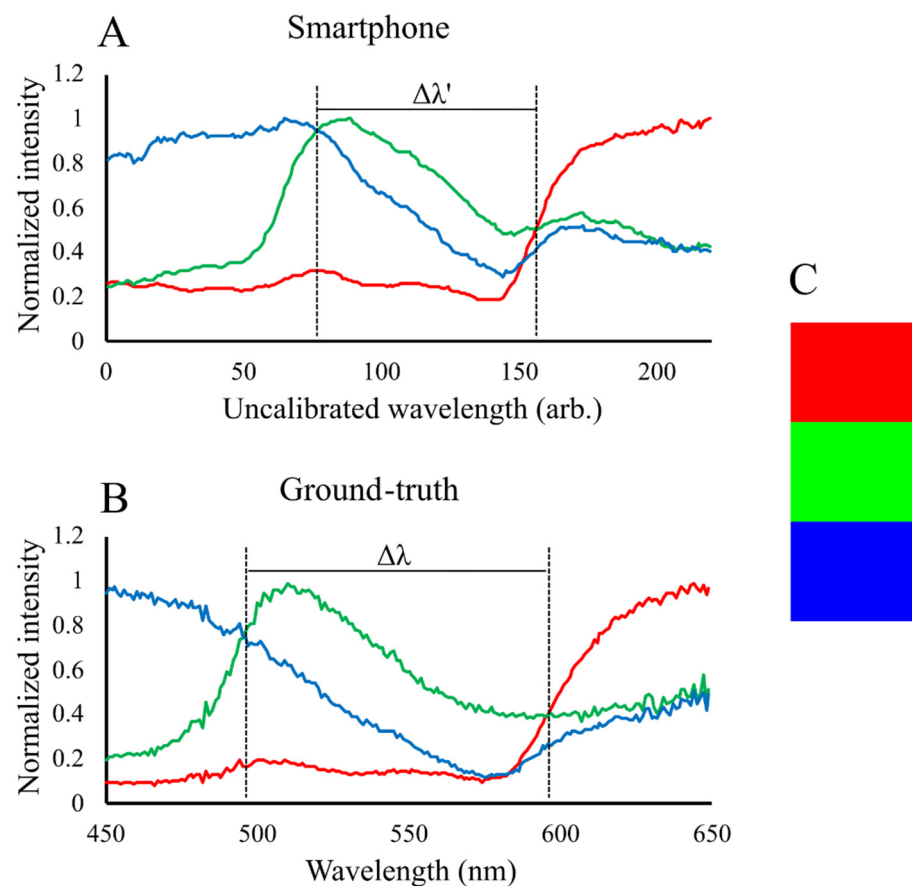 A
Smartphone
1.2
1
0.8
0.6
0.4
0.2
0
Normalized intensity
Δλ'
0 50 100 150 200
Uncalibrated wavelength (arb.)
C
B
Ground-truth
1.2
1
0.8
0.6
0.4
0.2
0
Normalized intensity
Δλ
450 500 550 600 650
Wavelength (nm)